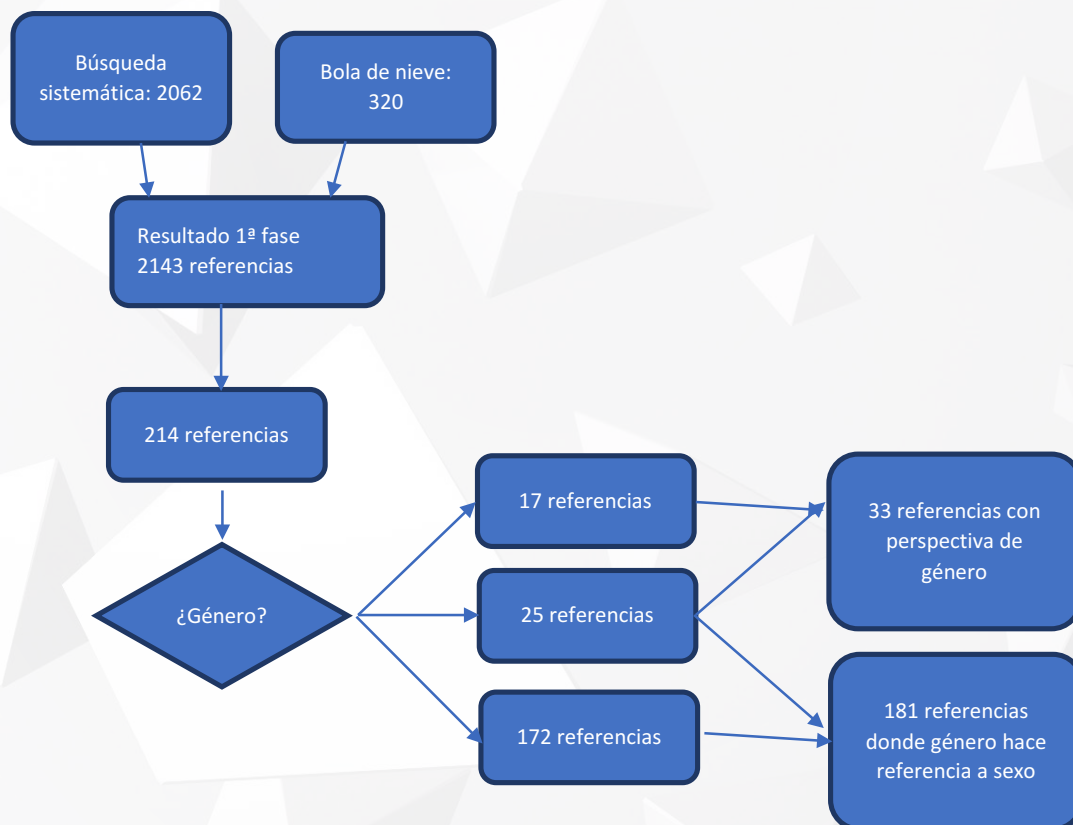 Búsqueda
sistemática: 2062
Bola de nieve:
320
Resultado 1ª fase
2143 referencias
214 referencias
¿Género?
17 referencias
25 referencias
172 referencias
33 referencias con
perspectiva de
género
181 referencias
donde género hace
referencia a sexo